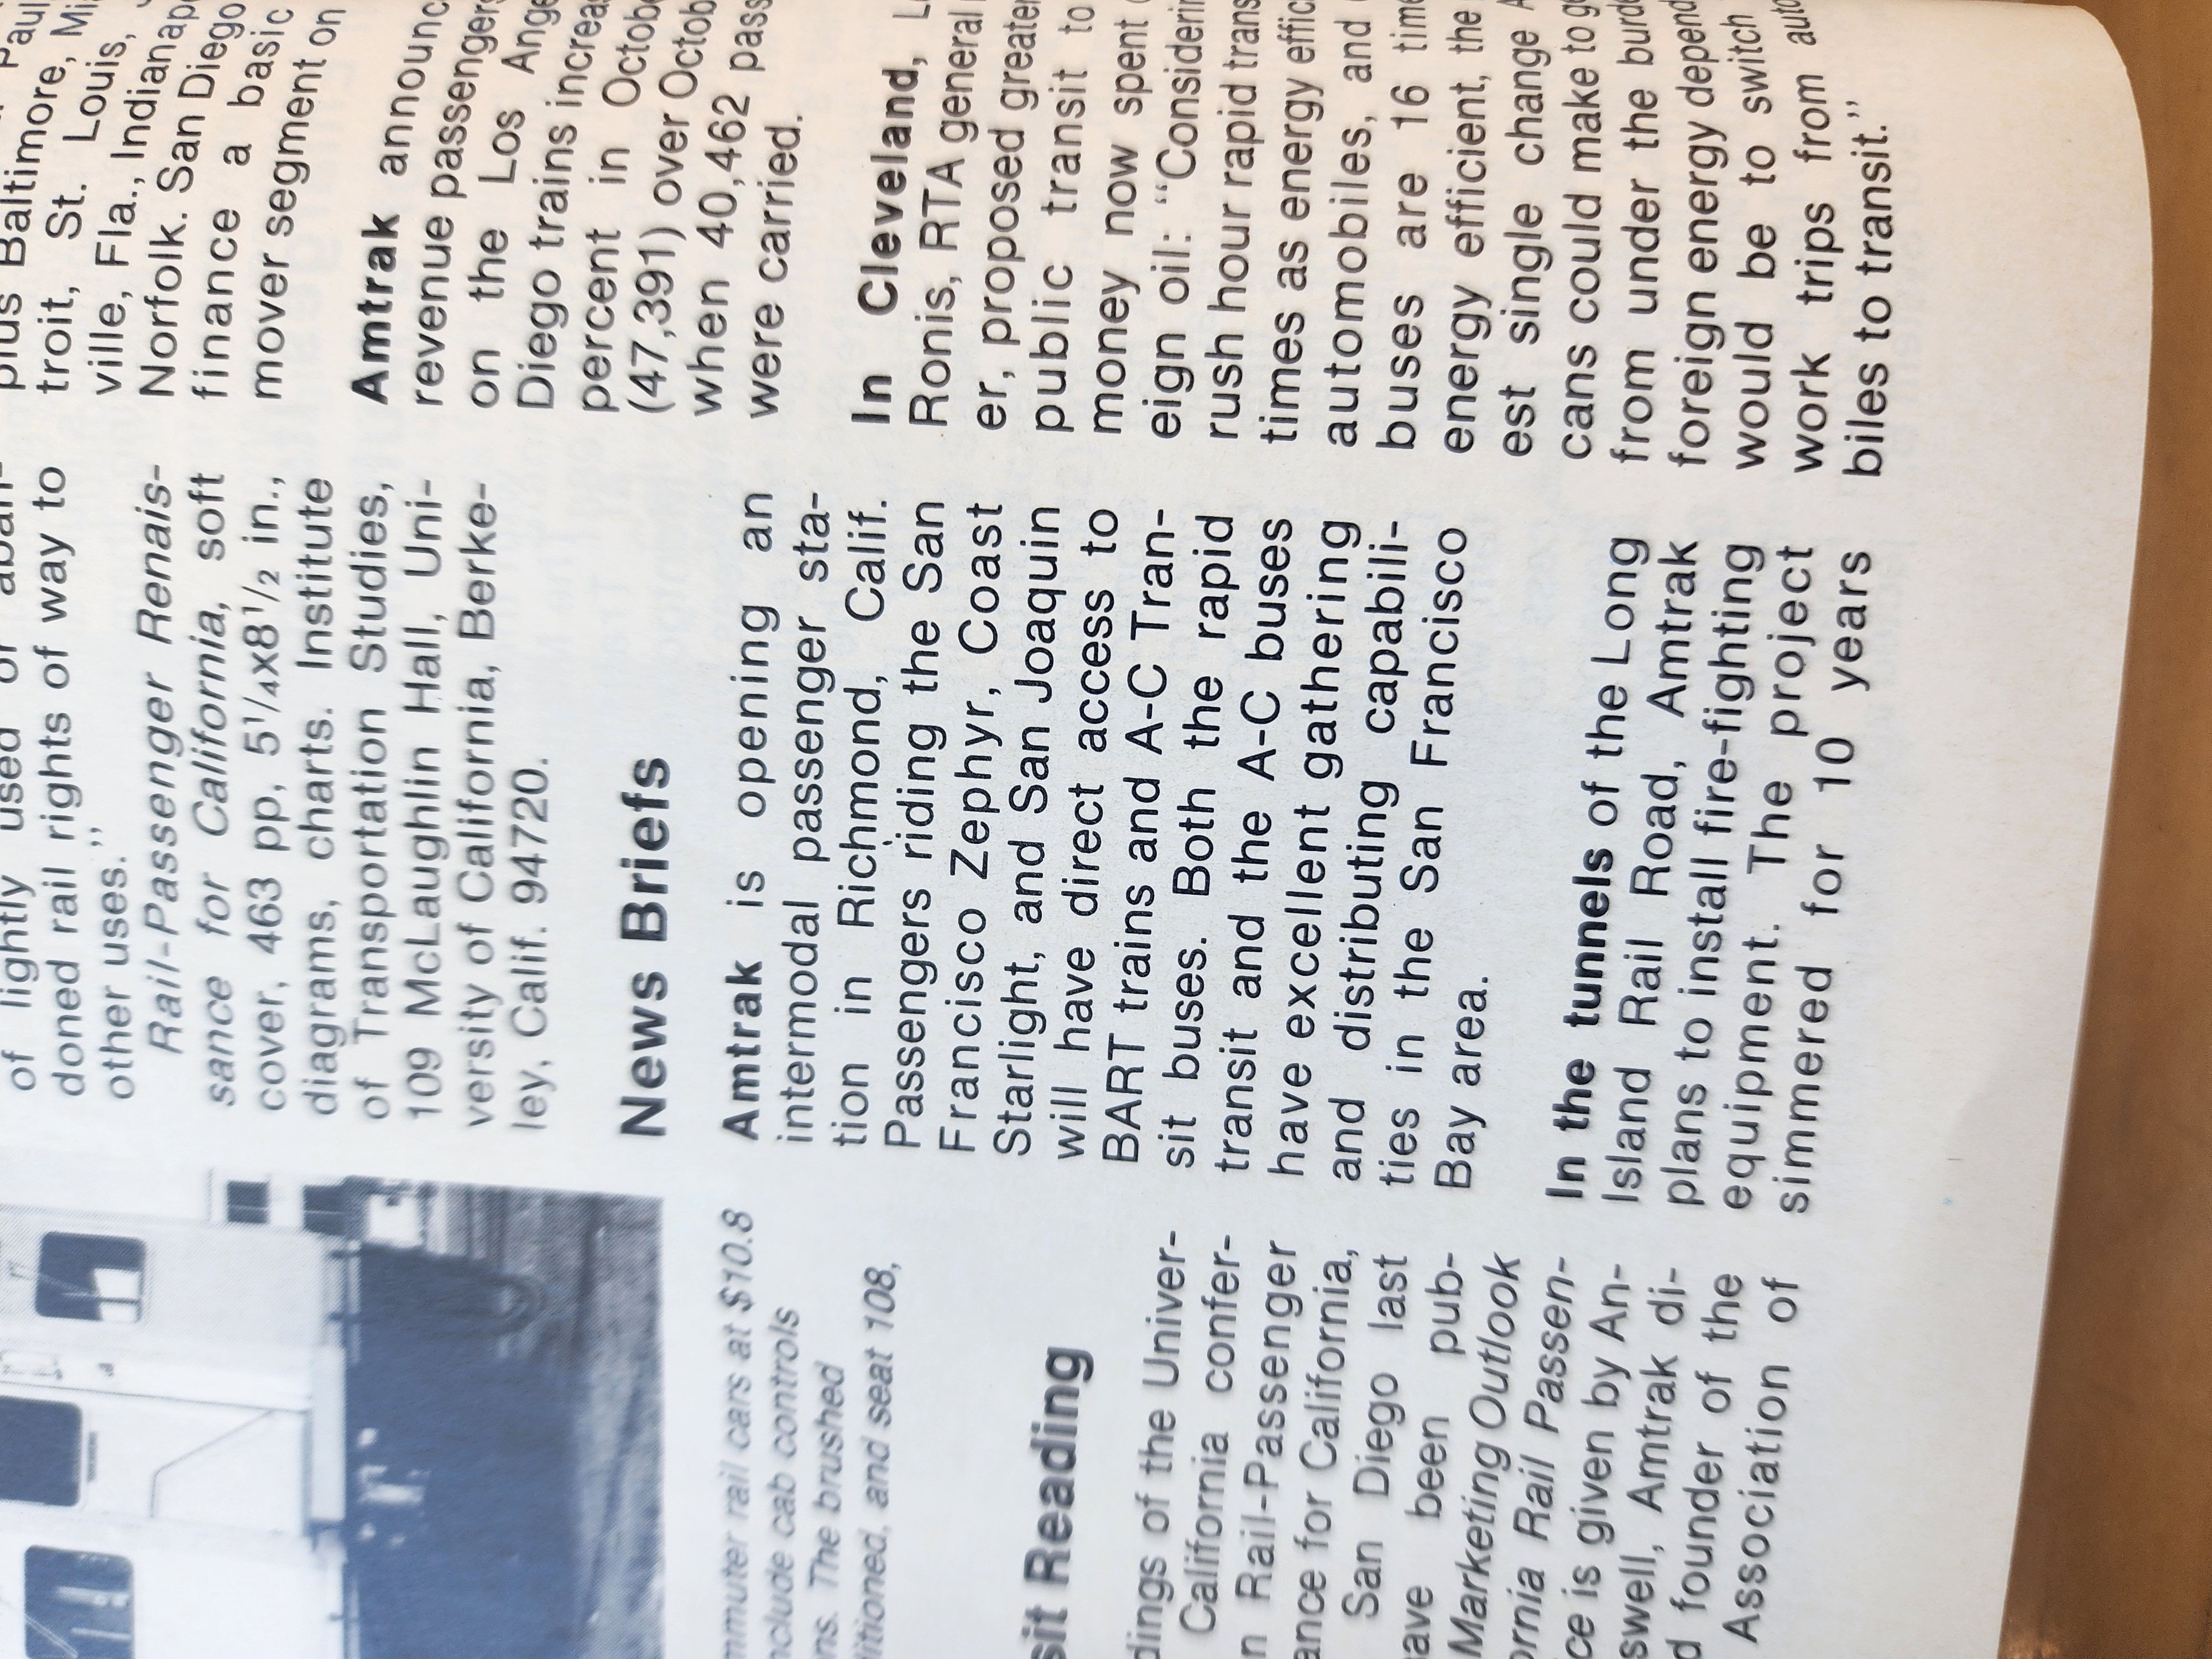 mmuter rail cars at $10.8
nclude cab controls
ns. The brushed
litioned, and seat 108,
sit Reading
dings of the Univer-
California confer-
n Rail-Passenger
ance for California,
San Diego last
ave been pub-
Marketing Outlook
ornia Rail Passen-
ce is given by An-
swell, Amtrak di-
d founder of the
Association of
of lightly used or aban-
doned rail rights of way to
other uses.”
Rail-Passenger Renais-
sance for California, soft
cover, 463 pp, 5¼x8½ in.,
diagrams, charts. Institute
of Transportation Studies,
109 McLaughlin Hall, Uni-
versity of California, Berke-
ley, Calif. 94720.
News Briefs
Amtrak is opening an
intermodal passenger sta-
tion in Richmond, Calif.
Passengers riding the San
Francisco Zephyr, Coast
Starlight, and San Joaquin
will have direct access to
BART trains and A-C Tran-
sit buses. Both the rapid
transit and the A-C buses
have excellent gathering
and distributing capabili-
ties in the San Francisco
Bay area.
In the tunnels of the Long
Island Rail Road, Amtrak
plans to install fire-fighting
equipment. The project
simmered for 10 years
plus Baltimore, Mi
troit, St. Louis,
ville, Fla., Indianap
Norfolk. San Diego
finance a basic
mover segment on
Amtrak announc
revenue passenger
on the Los Ange
Diego trains increa
percent in Octobe
(47,391) over Octob
when 40,462 pass
were carried.
In Cleveland, L
Ronis, RTA general
er, proposed greater
public transit to
money now spent
eign oil: “Considerin
rush hour rapid trans
times as energy effici
automobiles, and
buses are 16 time
energy efficient, the
est single change A
cans could make to ge
from under the burde
foreign energy depend
would be to switch
work trips from auto
biles to transit.”